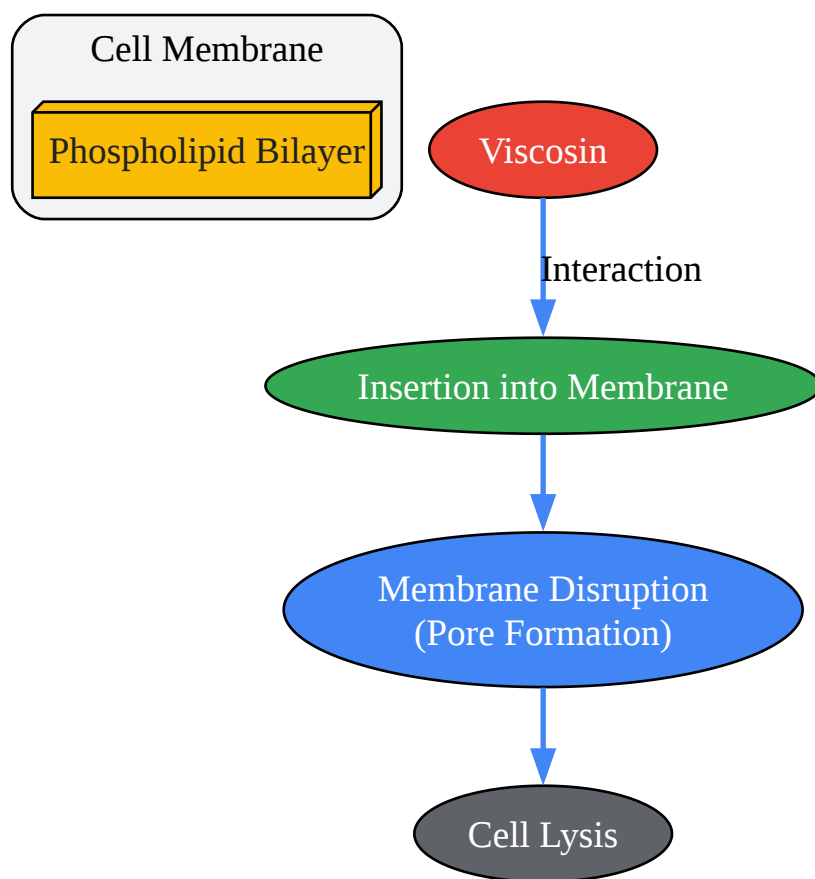 Cell Membrane
Phospholipid Bilayer
Viscosin
Interaction
Insertion into Membrane
Membrane Disruption
(Pore Formation)
Cell Lysis